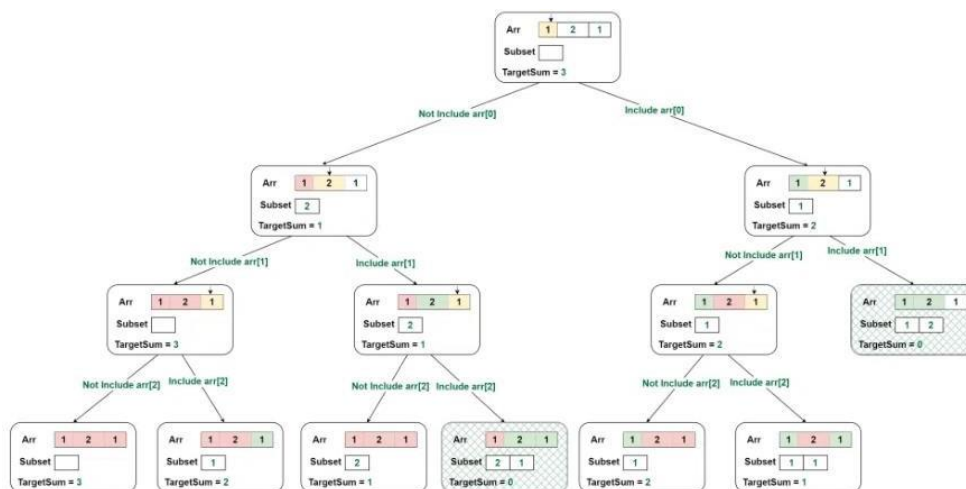 Arr 1 2 1
Subset
TargetSum = 3
Not Include arr[0]
Include arr[0]
Arr 1 2 1
Subset 2
TargetSum = 1
Arr 1 2 1
Subset 1
TargetSum = 2
Not Include arr[1]
Include arr[1]
Not Include arr[1]
Include arr[1]
Arr 1 2 1
Subset
TargetSum = 3
Arr 1 2 1
Subset 2
TargetSum = 1
Arr 1 2 1
Subset 1
TargetSum = 2
Arr 1 2 1
Subset 1 2
TargetSum = 0
Not Include arr[2]
Include arr[2]
Not Include arr[2]
Include arr[2]
Not Include arr[2]
Include arr[2]
Arr 1 2 1
Subset
TargetSum = 3
Arr 1 2 1
Subset 1
TargetSum = 2
Arr 1 2 1
Subset 2
TargetSum = 1
Arr 1 2 1
Subset 2 1
TargetSum = 0
Arr 1 2 1
Subset 1
TargetSum = 2
Arr 1 2 1
Subset 1 1
TargetSum = 1